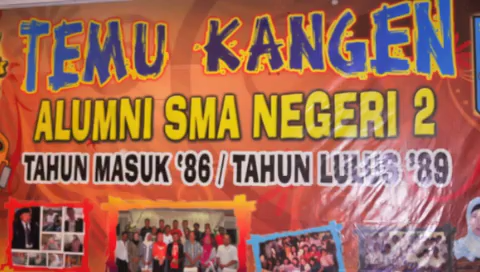 TEMU KANGEN
ALUMNI SMA NEGERI 2
TAHUN MASUK '86 / TAHUN LULUS '89